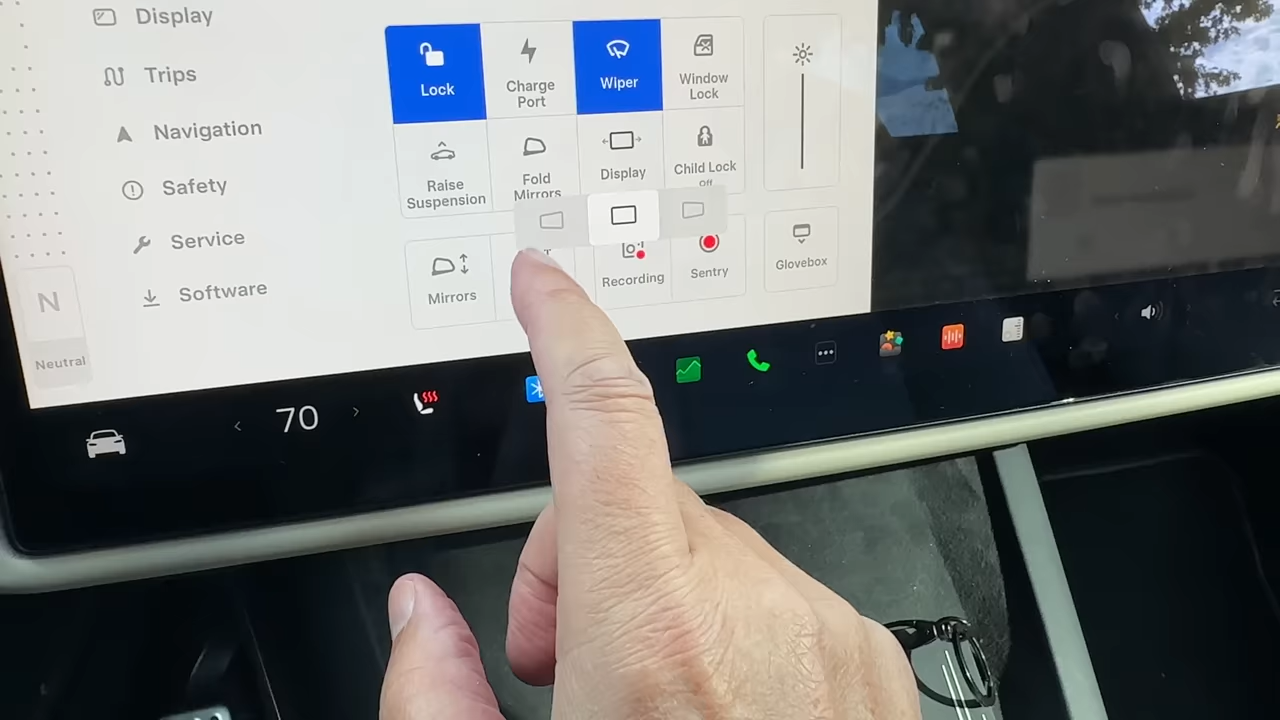 Display
Trips
Navigation
Safety
Service
Software
N
Neutral
Lock
Charge
Port
Wiper
Window
Lock
Raise
Suspension
Fold
Mirrors
Display
Child Lock
Off
Mirrors
Recording
Sentry
Glovebox
70